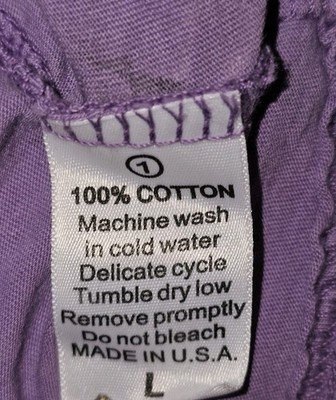 1
100% COTTON
Machine wash
in cold water
Delicate cycle
Tumble dry low
Remove promptly
Do not bleach
MADE IN U.S.A.
L